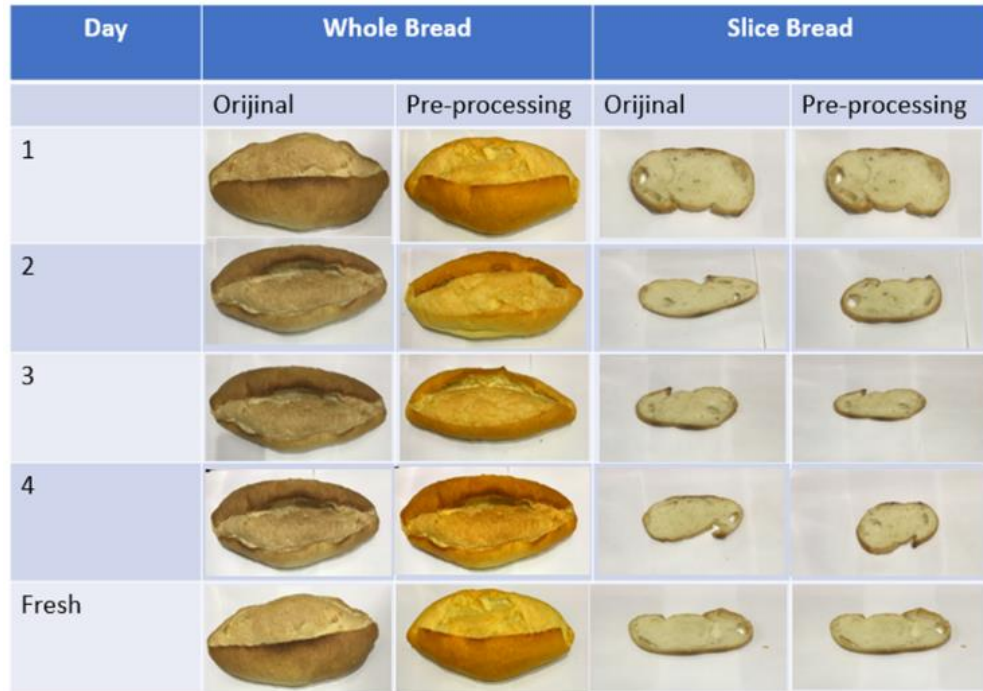 Day Whole Bread Slice Bread
Orijinal Pre-processing Orijinal Pre-processing
1
2
3
4
Fresh